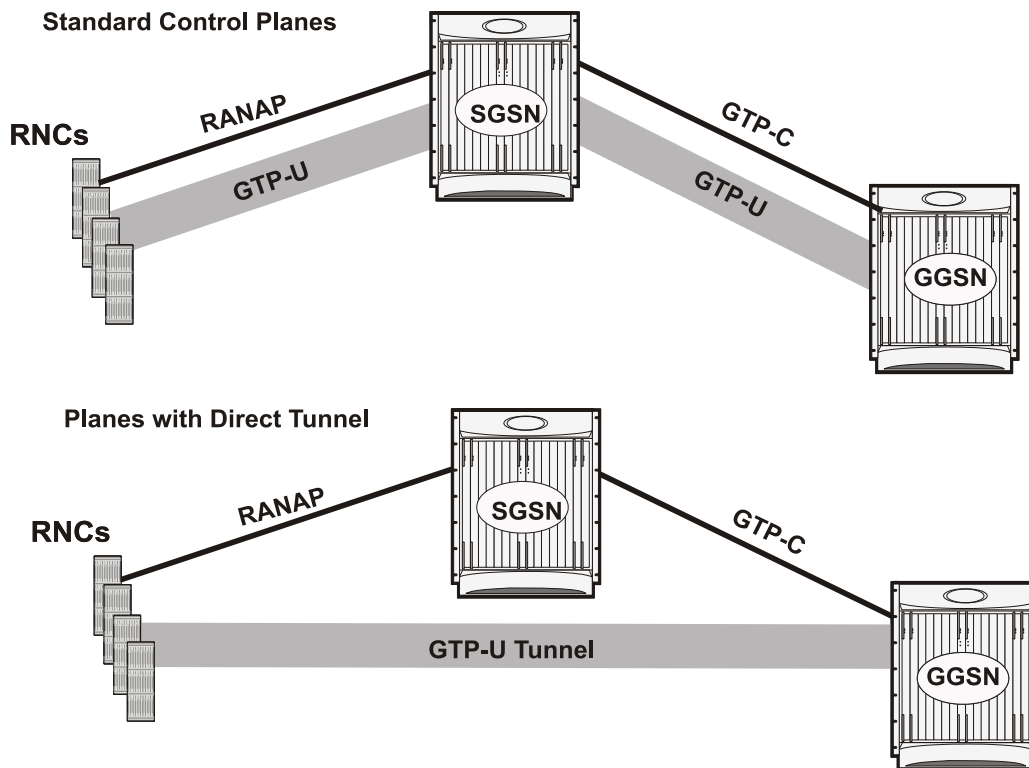 Standard Control Planes
RNCs
RANAP
GTP-U
SGSN
GTP-C
GTP-U
GGSN
Planes with Direct Tunnel
RNCs
RANAP
SGSN
GTP-C
GTP-U Tunnel
GGSN